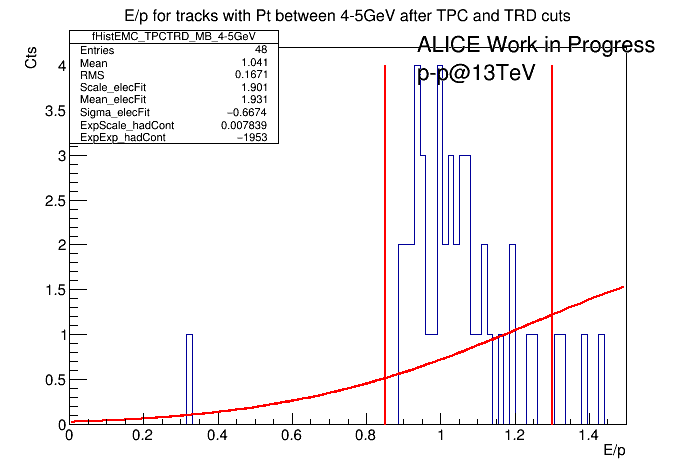 E/p for tracks with Pt between 4-5GeV after TPC and TRD cuts
fHistEMC_TPCTRD_MB_4-5GeV
Entries 48
Mean 1.041
RMS 0.1671
Scale_elecFit 1.901
Mean_elecFit 1.931
Sigma_elecFit −0.6674
ExpScale_hadCont 0.007839
ExpExp_hadCont −1953
ALICE Work in Progress
p-p@13TeV
Cts
4
3.5
3
2.5
2
1.5
1
0.5
0
0 0.2 0.4 0.6 0.8 1 1.2 1.4
E/p